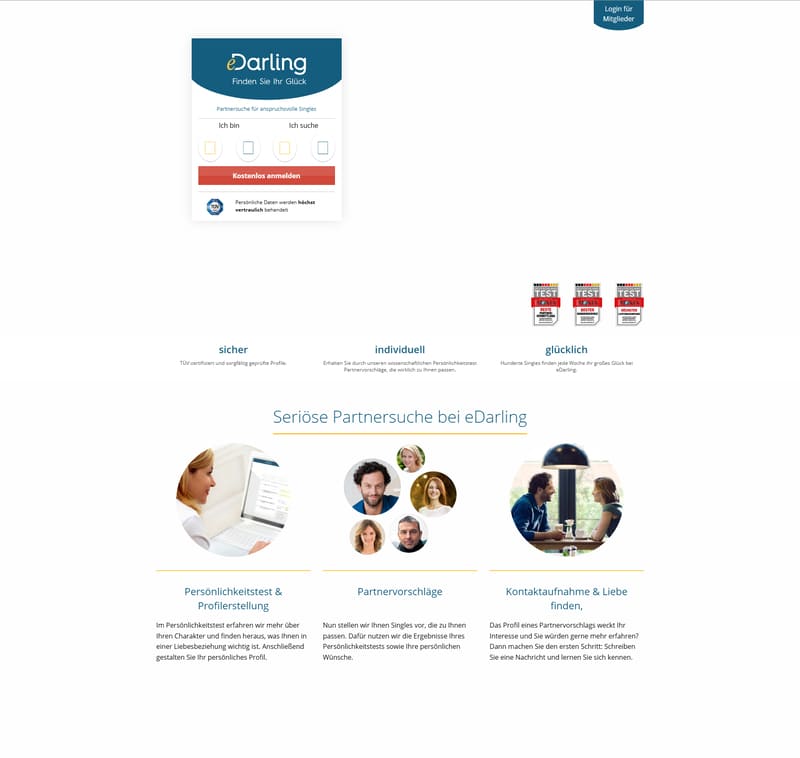 Login für
Mitglieder
eDarling
Finden Sie Ihr Glück
Partnersuche für anspruchsvolle Singles
Ich bin
Ich suche
Kostenlos anmelden
TÜV
Persönliche Daten werden höchst
vertraulich behandelt
TEST
TEST
TEST
BESTE
BESTER
HÖCHSTER
sicher
individuell
glücklich
TÜV-zertifiziert und sorgfältig geprüfte Profile.
Erhalten Sie durch unseren wissenschaftlichen Persönlichkeitstest
Partnervorschläge, die wirklich zu Ihnen passen.
Hunderte Singles finden jede Woche ihr großes Glück bei
eDarling.
Seriöse Partnersuche bei eDarling
Persönlichkeitstest &
Profilerstellung
Partnervorschläge
Kontaktaufnahme & Liebe
finden,
Im Persönlichkeitstest erfahren wir mehr über
Ihren Charakter und finden heraus, was Ihnen in
einer Liebesbeziehung wichtig ist. Anschließend
gestalten Sie Ihr persönliches Profil.
Nun stellen wir Ihnen Singles vor, die zu Ihnen
passen. Dafür nutzen wir die Ergebnisse Ihres
Persönlichkeitstests sowie Ihre persönlichen
Wünsche.
Das Profil eines Partnervorschlags weckt Ihr
Interesse und Sie würden gerne mehr erfahren?
Dann machen Sie den ersten Schritt: Schreiben
Sie eine Nachricht und lernen Sie sich kennen.